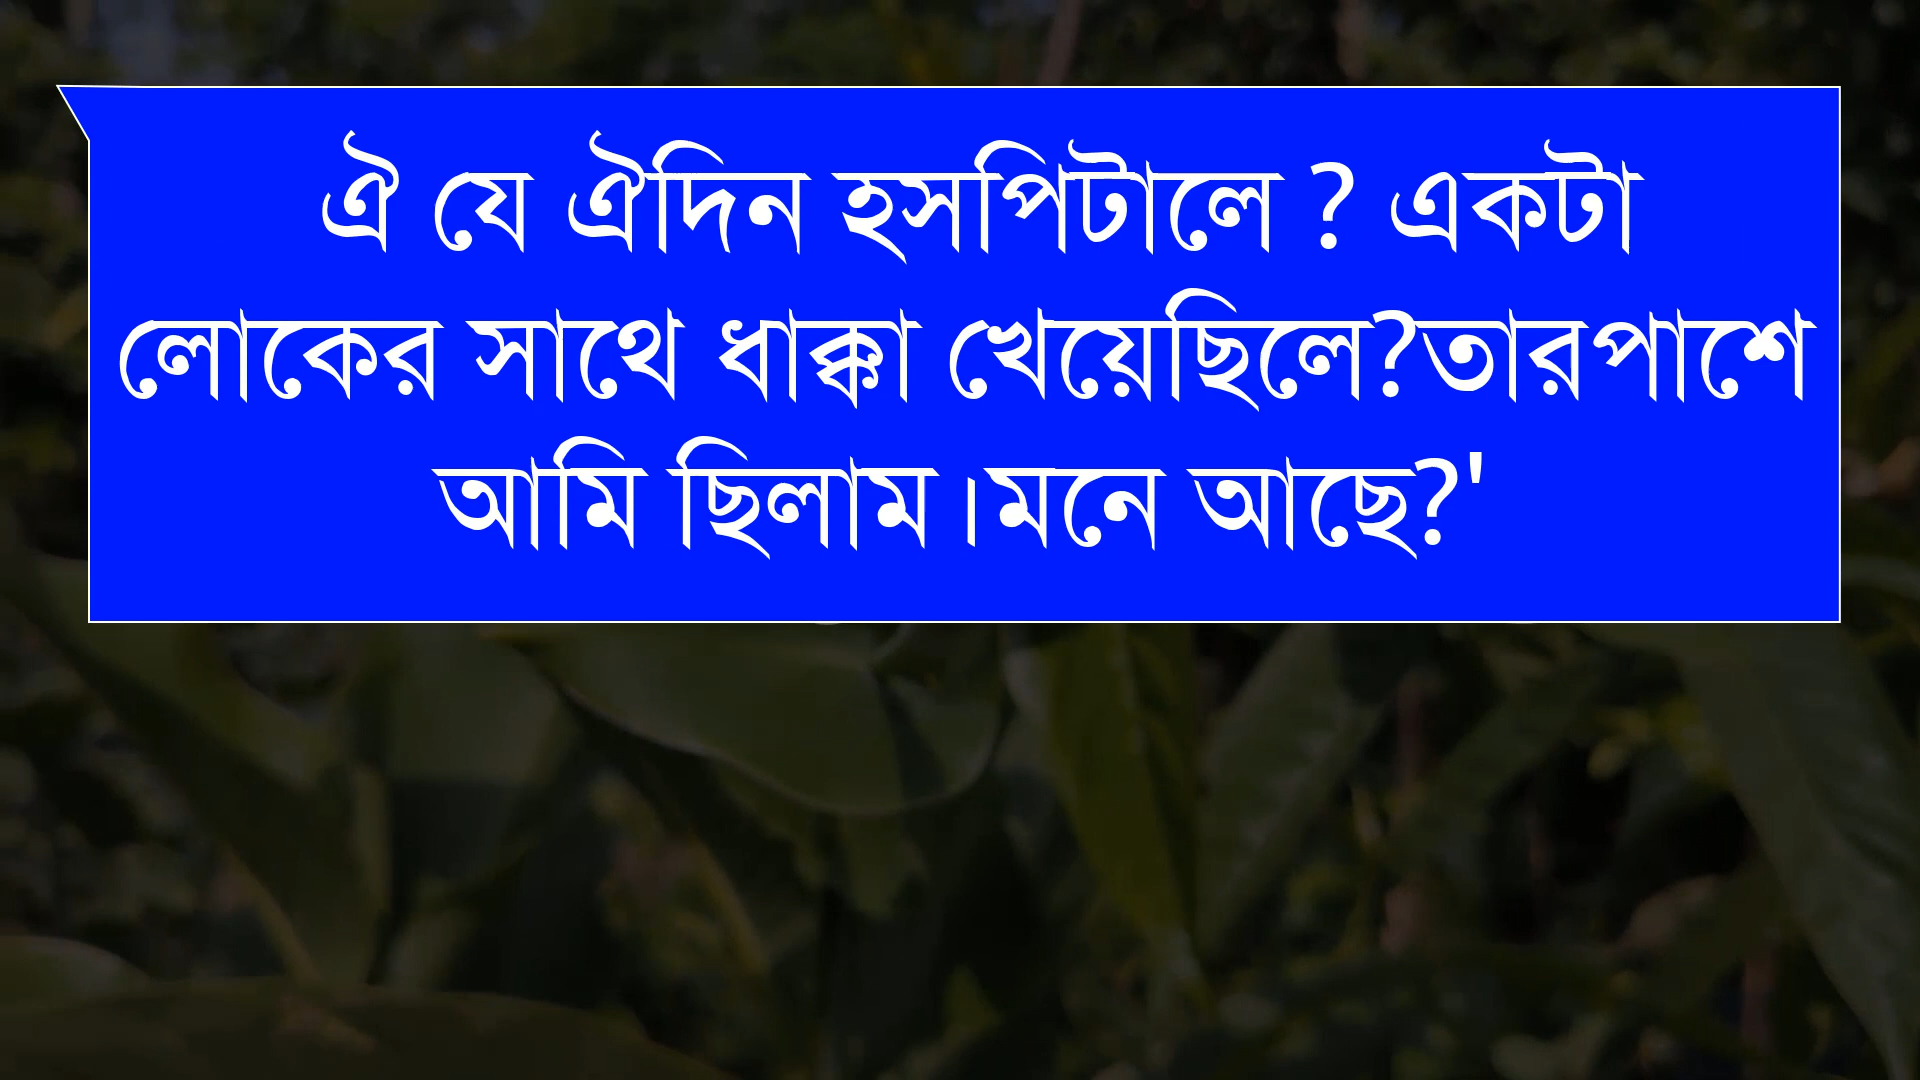 ঐ যে ঐদিন হসপিটালে ? একটা
লোকের সাথে ধাক্কা খেয়েছিলে?তারপাশে
আমি ছিলাম।মনে আছে?'